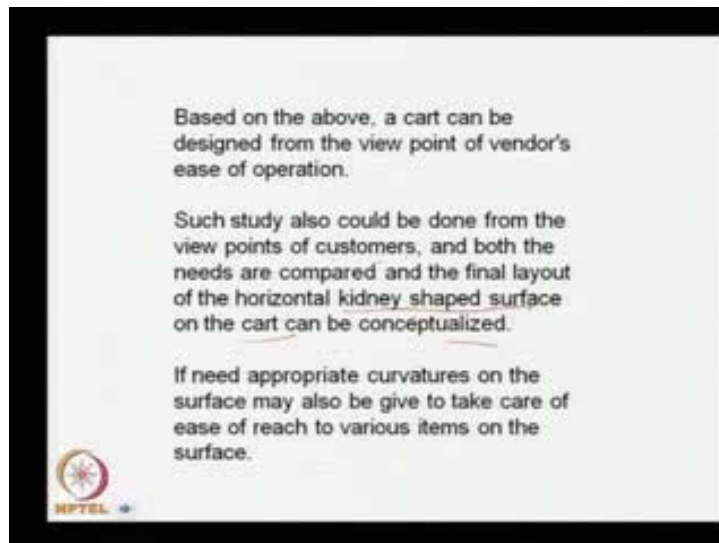 Based on the above, a cart can be
designed from the view point of vendor's
ease of operation.
Such study also could be done from the
view points of customers, and both the
needs are compared and the final layout
of the horizontal kidney shaped surface
on the cart can be conceptualized.
If need appropriate curvatures on the
surface may also be give to take care of
ease of reach to various items on the
surface.
NPTEL